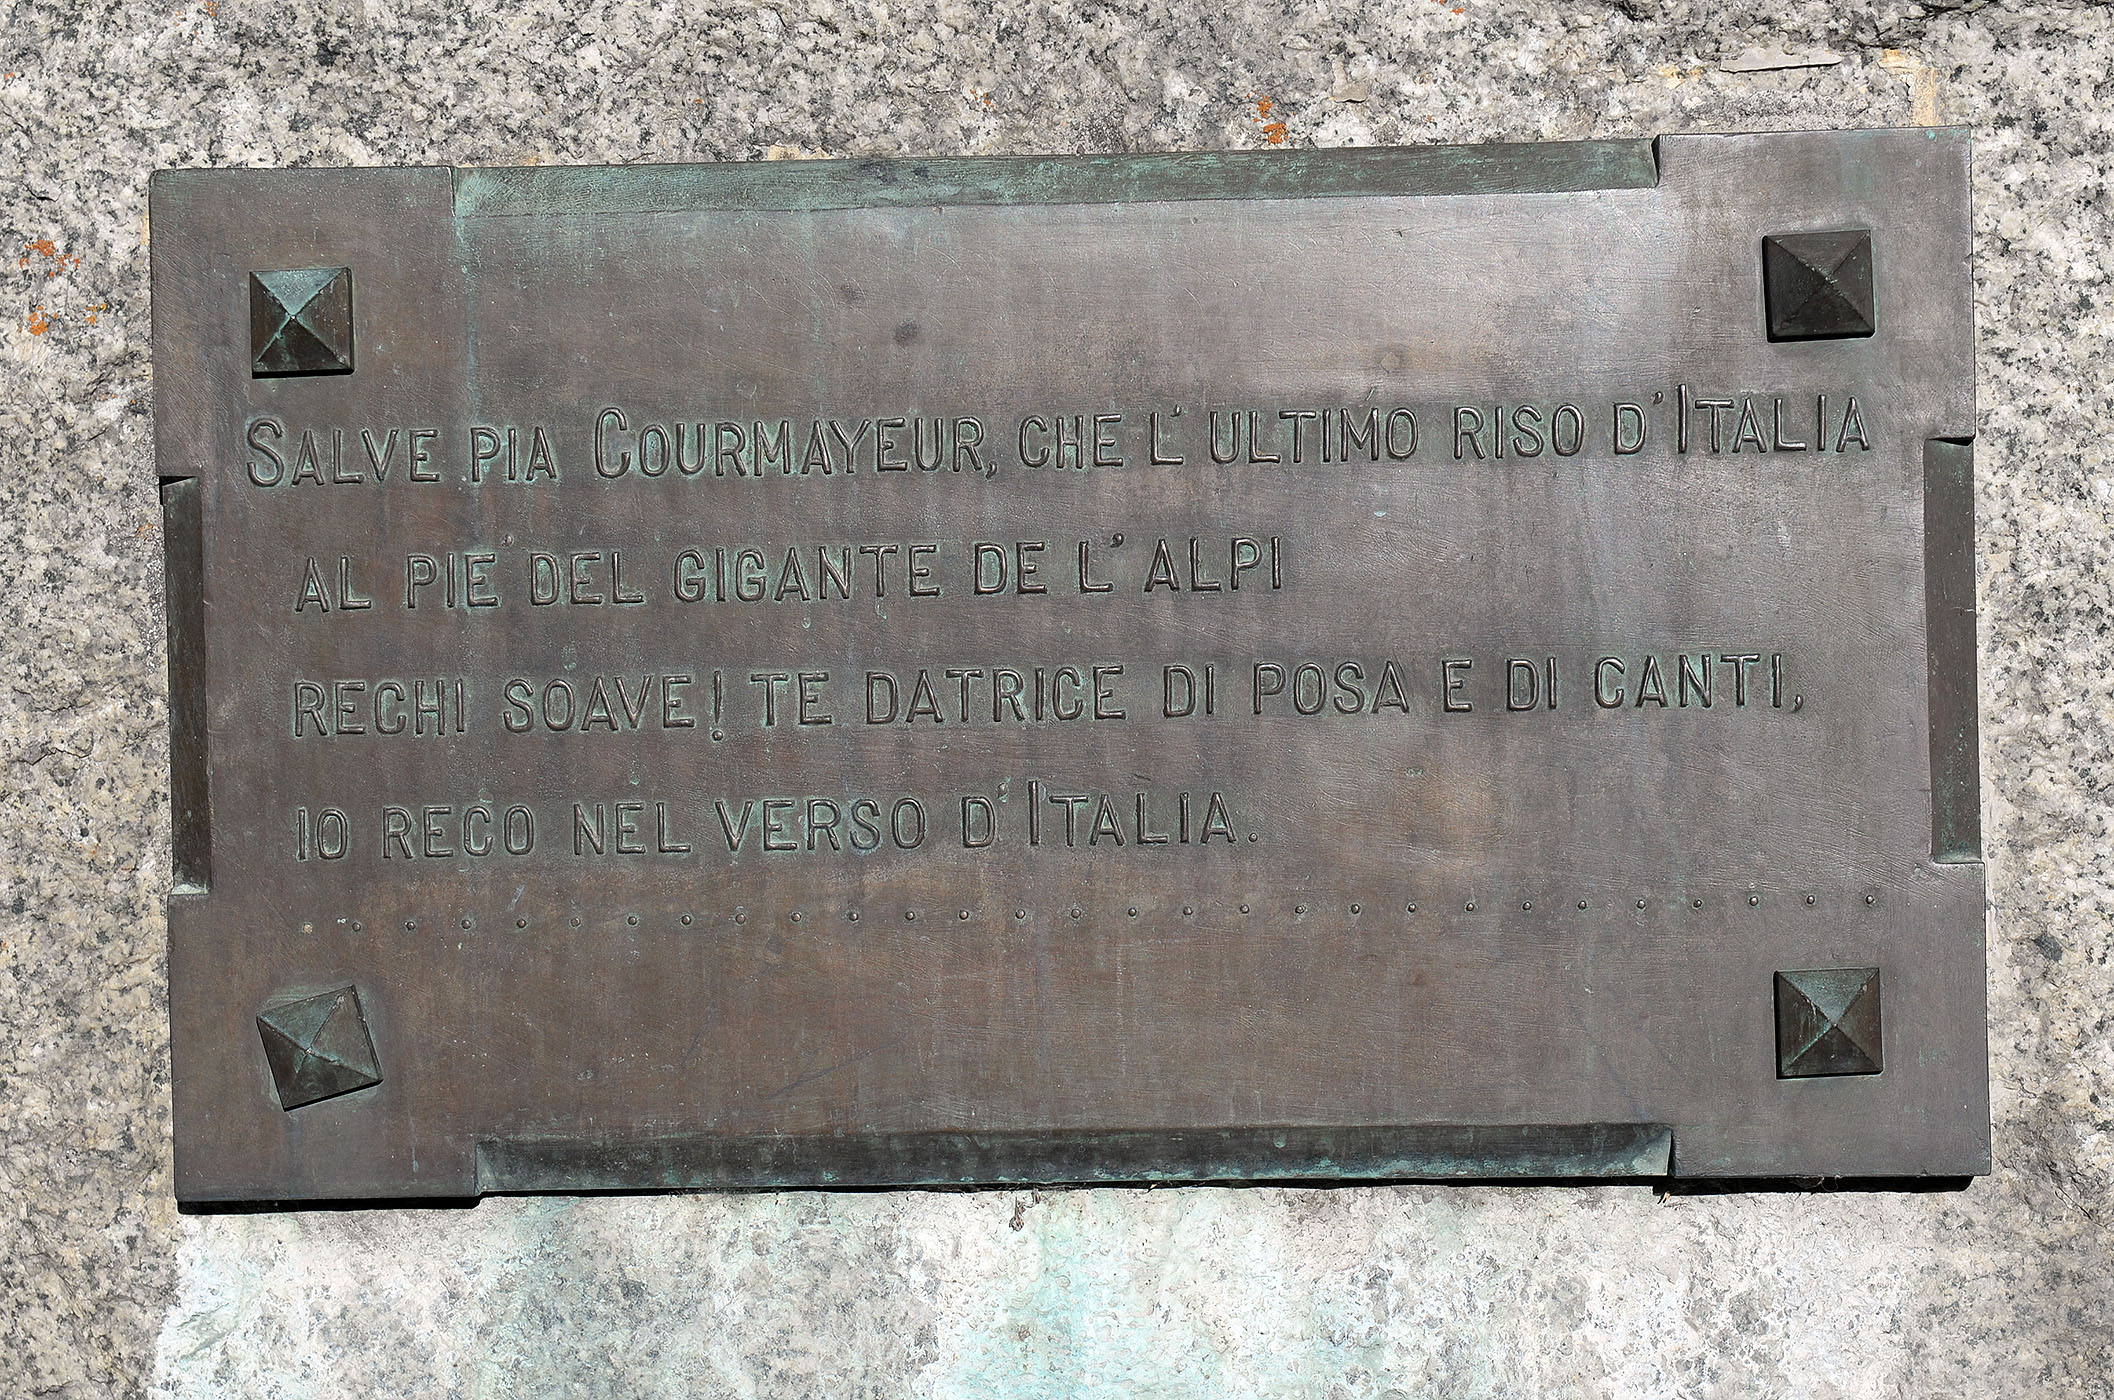 SALVE PIA COURMAYEUR, CHE L'ULTIMO RISO D'ITALIA
AL PIE' DEL GIGANTE DE L'ALPI
RECHI SOAVE! TE DATRICE DI POSA E DI CANTI,
IO RECO NEL VERSO D'ITALIA.